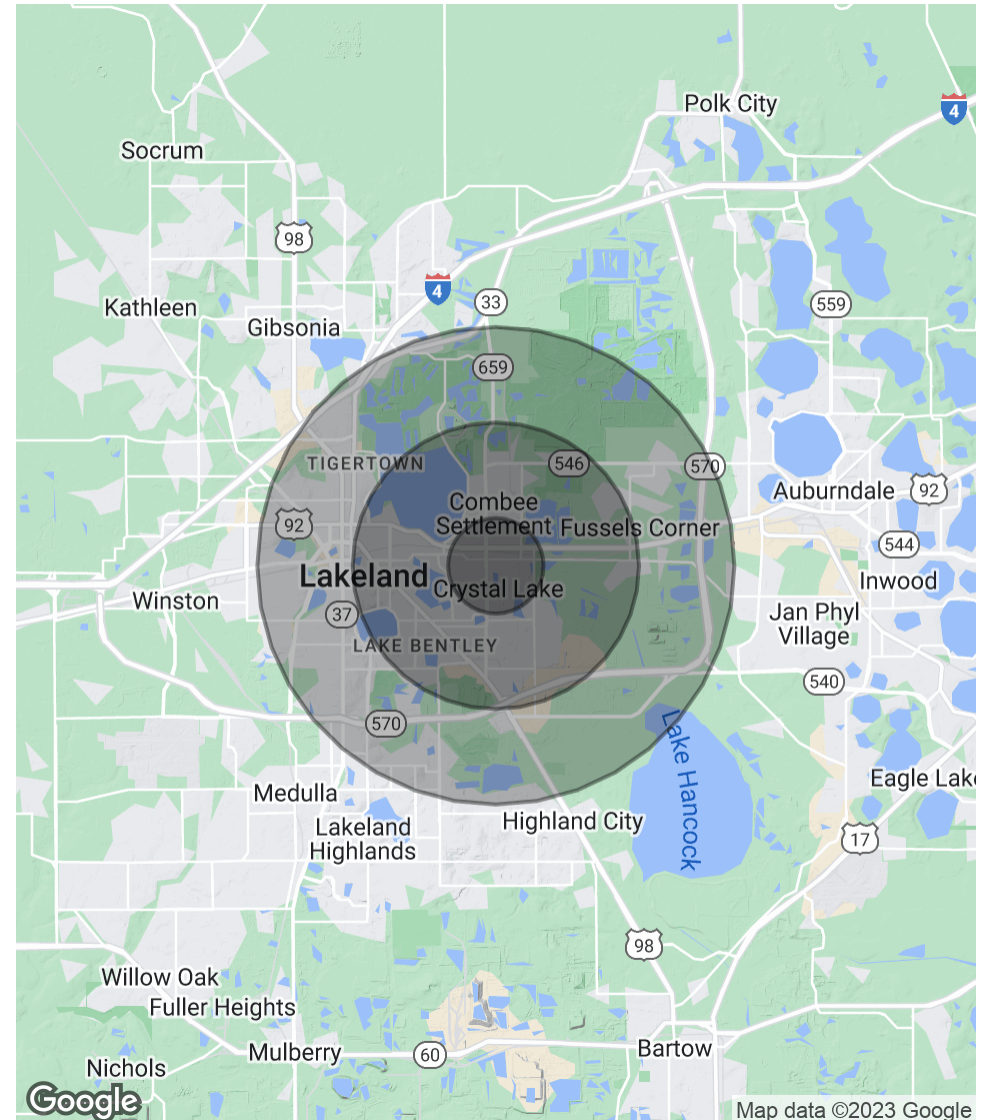 Polk City
4
Socrum
98
4
33
559
Kathleen
Gibsonia
659
TIGERTOWN
546
570
Auburndale
92
Combee
Settlement
92
Fussels Corner
544
Lakeland
Crystal Lake
Inwood
Winston
37
Jan Phyl
Village
LAKE BENTLEY
540
570
Lake Hancock
Eagle Lake
Medulla
Highland City
Lakeland
Highlands
17
98
Willow Oak
Fuller Heights
Mulberry
60
Bartow
Nichols
Google
Map data ©2023 Google